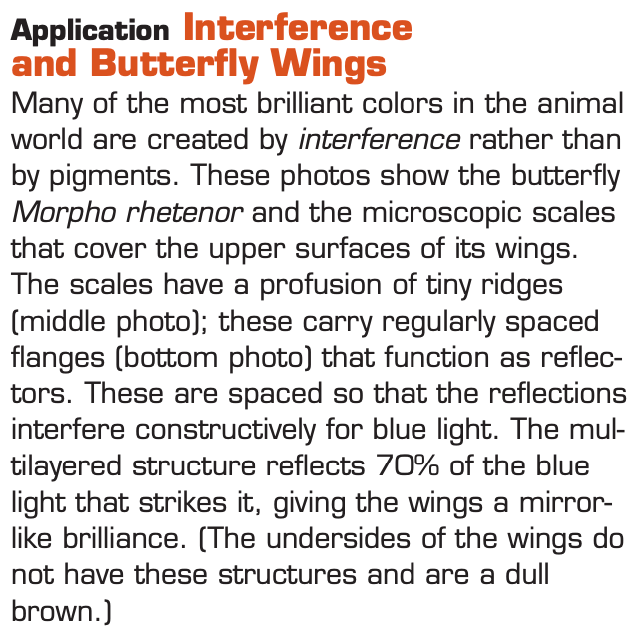 Application Interference
and Butterfly Wings
Many of the most brilliant colors in the animal
world are created by interference rather than
by pigments. These photos show the butterfly
Morpho rhetenor and the microscopic scales
that cover the upper surfaces of its wings.
The scales have a profusion of tiny ridges
(middle photo); these carry regularly spaced
flanges (bottom photo) that function as reflec-
tors. These are spaced so that the reflections
interfere constructively for blue light. The mul-
tilayered structure reflects 70% of the blue
light that strikes it, giving the wings a mirror-
like brilliance. (The undersides of the wings do
not have these structures and are a dull
brown.)